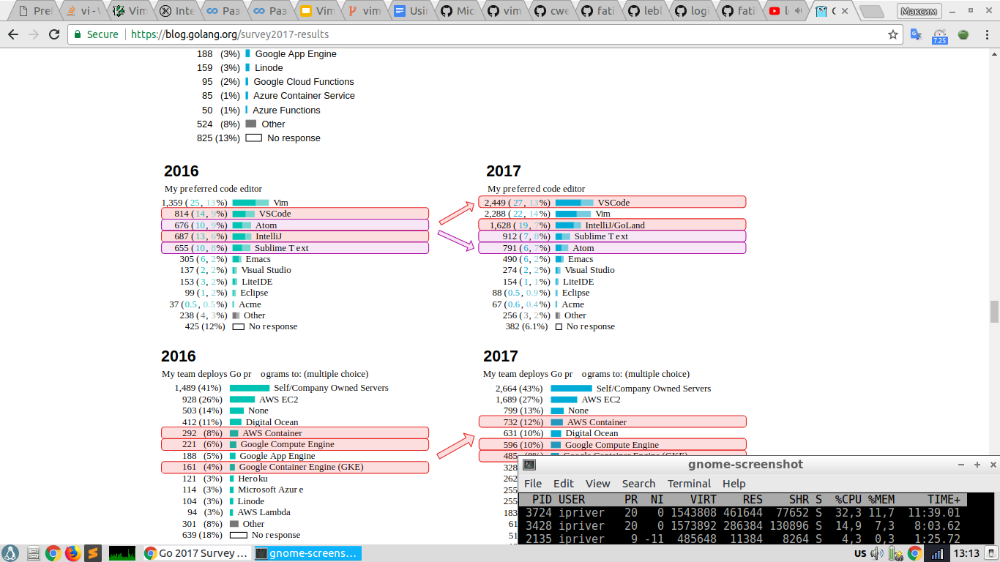 Pref
vi - V
Vim
Inte
Раз
Раз
Vim
vim
Usin
Mic
vim
cwe
fati
lebl
logi
fati
C
Максим
Secure https://blog.golang.org/survey2017-results
7.25
188 (3%) Google App Engine
159 (3%) Linode
95 (2%) Google Cloud Functions
85 (1%) Azure Container Service
50 (1%) Azure Functions
524 (8%) Other
825 (13%) No response
2016
My preferred code editor
1,359 ( 25, 13%) Vim
814 (14, 9%) VSCode
676 (10, 9%) Atom
687 (13, 6%) IntelliJ
655 (10, 8%) Sublime Text
305 (6, 2%) Emacs
137 (2, 2%) Visual Studio
153 (3, 2%) LiteIDE
99 (1, 2%) Eclipse
37 (0.5, 0.5%) Acme
238 (4, 3%) Other
425 (12%) No response
2017
My preferred code editor
2,449 ( 27, 13%) VSCode
2,288 ( 22, 14%) Vim
1,628 ( 19, 7%) IntelliJ/GoLand
912 (7, 8%) Sublime Text
791 (6, 7%) Atom
490 (6, 2%) Emacs
274 (2, 2%) Visual Studio
154 (1, 1%) LiteIDE
88 (0.5, 0.9%) Eclipse
67 (0.6, 0.4%) Acme
256 (3, 2%) Other
382 (6.1%) No response
2016
My team deploys Go pr ograms to: (multiple choice)
1,489 (41%) Self/Company Owned Servers
928 (26%) AWS EC2
503 (14%) None
412 (11%) Digital Ocean
292 (8%) AWS Container
221 (6%) Google Compute Engine
188 (5%) Google App Engine
161 (4%) Google Container Engine (GKE)
121 (3%) Heroku
114 (3%) Microsoft Azure
104 (3%) Linode
94 (3%) AWS Lambda
301 (8%) Other
639 (18%) No response
2017
My team deploys Go pr ograms to: (multiple choice)
2,664 (43%) Self/Company Owned Servers
1,689 (27%) AWS EC2
799 (13%) None
732 (12%) AWS Container
631 (10%) Digital Ocean
596 (10%) Google Compute Engine
485 (8%) Google Container Engine (GKE)
328
262
255
255
183
61
51
gnome-screenshot
File Edit View Search Terminal Help
PID USER PR NI VIRT RES SHR S %CPU %MEM TIME+
3724 ipriver 20 0 1543808 461644 77652 S 32,3 11,7 11:39.01
3428 ipriver 20 0 1573892 286384 130896 S 14,9 7,3 8:03.62
2135 ipriver 9 -11 485648 11384 8264 S 4,3 0,3 1:25.72
Go 2017 Survey ...
gnome-screens...
US
13:13